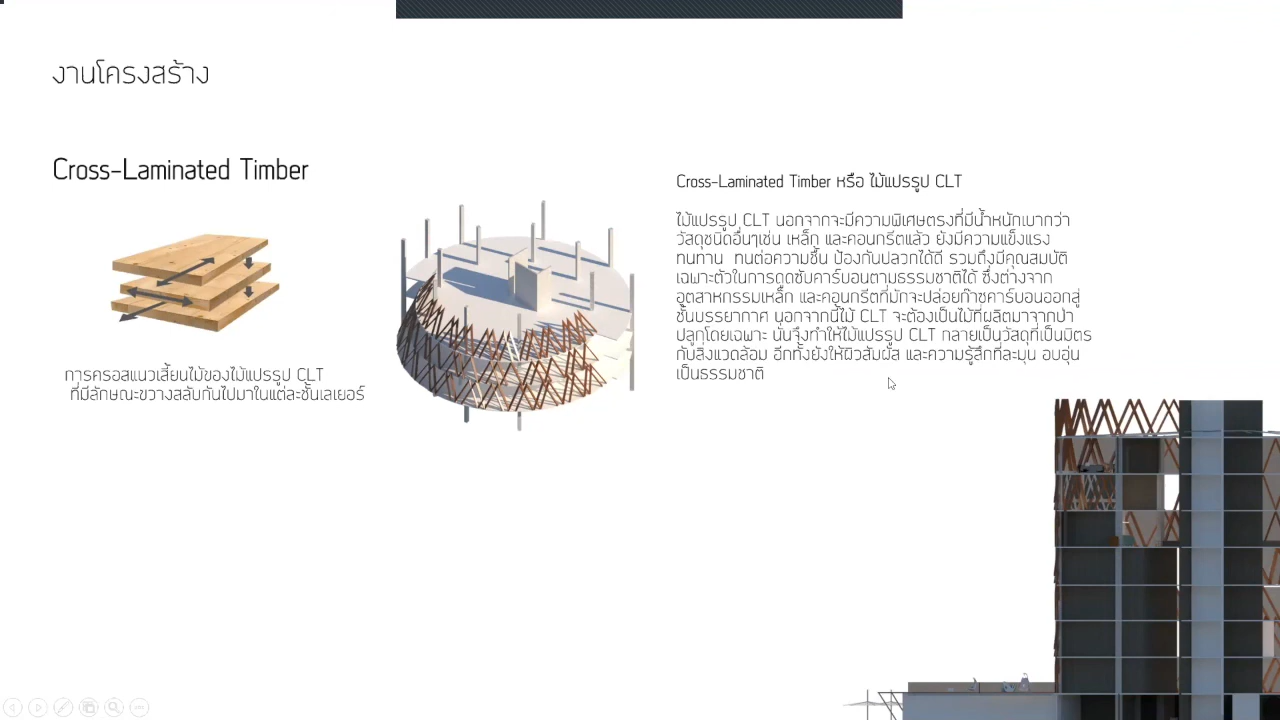 งานโครงสร้าง
Cross-Laminated Timber
การครอสแนวเสี้ยนไม้ของไม้แปรรูป CLT
ที่มีลักษณะขวางสลับกันไปมาในแต่ละชั้นเลเยอร์
Cross-Laminated Timber หรือ ไม้แปรรูป CLT
ไม้แปรรูป CLT นอกจากจะมีความพิเศษตรงที่มีน้ำหนักเบากว่า
วัสดุชนิดอื่นๆเช่น เหล็ก และคอนกรีตแล้ว ยังมีความแข็งแรง
ทนทาน ทนต่อความชื้น ป้องกันปลวกได้ดี รวมถึงมีคุณสมบัติ
เฉพาะตัวในการดูดซับคาร์บอนตามธรรมชาติได้ ซึ่งต่างจาก
อุตสาหกรรมเหล็ก และคอนกรีตที่มักจะปล่อยก๊าซคาร์บอนออกสู่
ชั้นบรรยากาศ นอกจากนี้ไม้ CLT จะต้องเป็นไม้ที่ผลิตมาจากป่า
ปลูกโดยเฉพาะ นั่นจึงทำให้ไม้แปรรูป CLT กลายเป็นวัสดุที่เป็นมิตร
กับสิ่งแวดล้อม อีกทั้งยังให้ผิวสัมผัส และความรู้สึกที่ละมุน อบอุ่น
เป็นธรรมชาติ